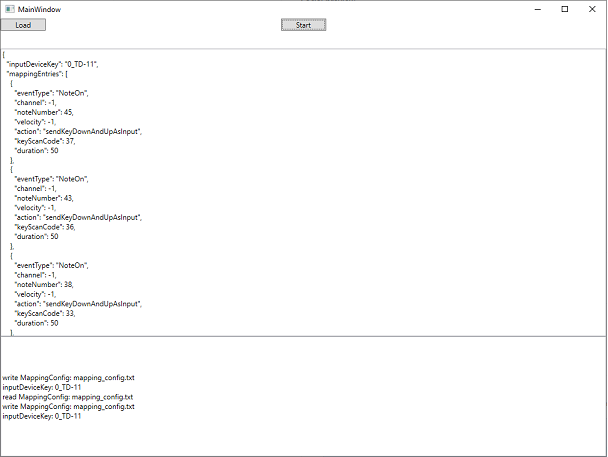 MainWindow
Load
Start
{
"inputDeviceKey": "0_TD-11",
"mappingEntries": [
{
"eventType": "NoteOn",
"channel": -1,
"noteNumber": 45,
"velocity": -1,
"action": "sendKeyDownAndUpAsInput",
"keyScanCode": 37,
"duration": 50
},
{
"eventType": "NoteOn",
"channel": -1,
"noteNumber": 43,
"velocity": -1,
"action": "sendKeyDownAndUpAsInput",
"keyScanCode": 36,
"duration": 50
},
{
"eventType": "NoteOn",
"channel": -1,
"noteNumber": 38,
"velocity": -1,
"action": "sendKeyDownAndUpAsInput",
"keyScanCode": 33,
"duration": 50
},
write MappingConfig: mapping_config.txt
inputDeviceKey: 0_TD-11
read MappingConfig: mapping_config.txt
write MappingConfig: mapping_config.txt
inputDeviceKey: 0_TD-11